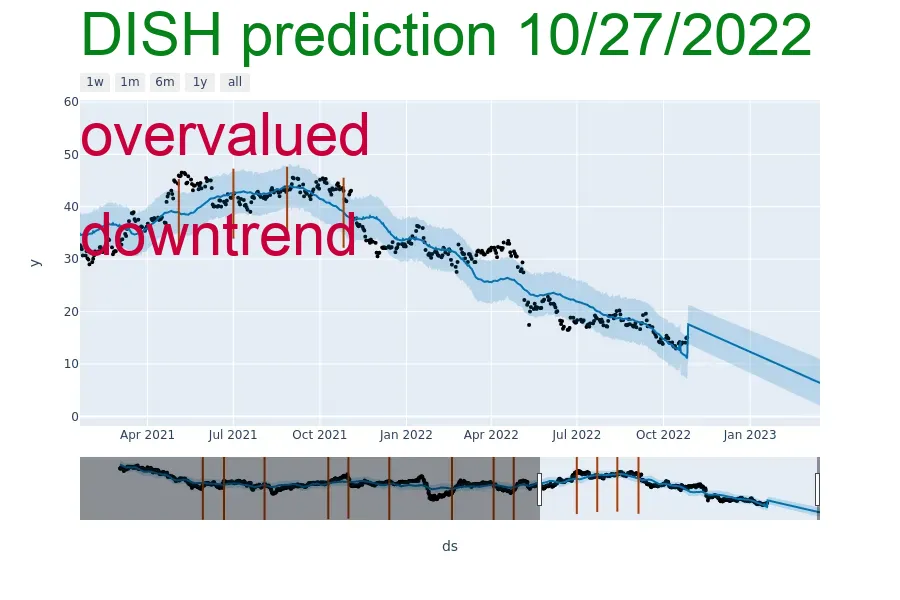 DISH prediction 10/27/2022
1w 1m 6m 1y all
60
overvalued
50
40
downtrend
30
y
20
10
0
Apr 2021 Jul 2021 Oct 2021 Jan 2022 Apr 2022 Jul 2022 Oct 2022 Jan 2023
ds